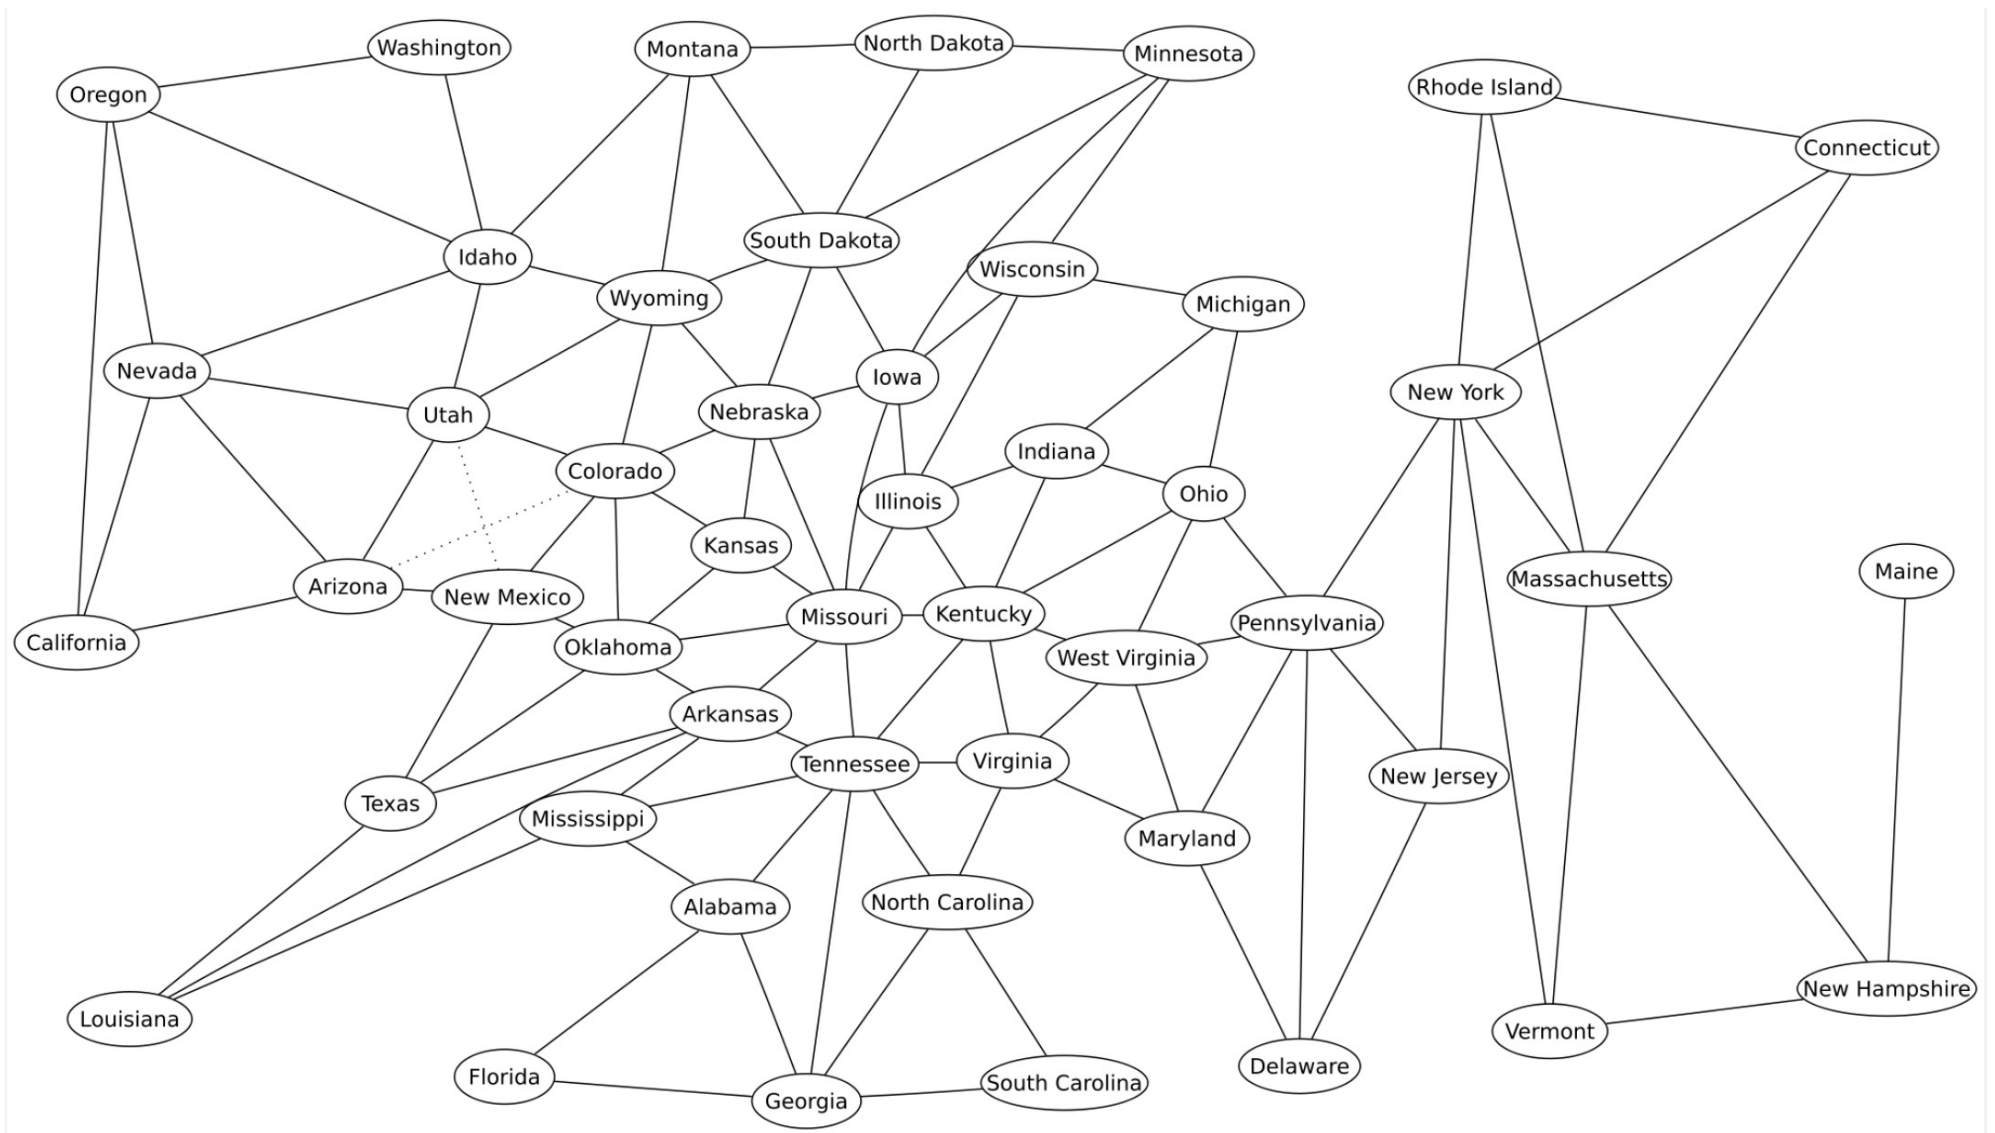 Washington
Montana
North Dakota
Minnesota
Oregon
Rhode Island
Connecticut
South Dakota
Idaho
Wisconsin
Wyoming
Michigan
Nevada
Iowa
New York
Utah
Nebraska
Indiana
Colorado
Illinois
Ohio
Kansas
Arizona
New Mexico
Massachusetts
Maine
California
Oklahoma
Missouri
Kentucky
West Virginia
Pennsylvania
Arkansas
Tennessee
Virginia
New Jersey
Texas
Mississippi
Maryland
Alabama
North Carolina
Louisiana
New Hampshire
Vermont
Florida
Georgia
South Carolina
Delaware